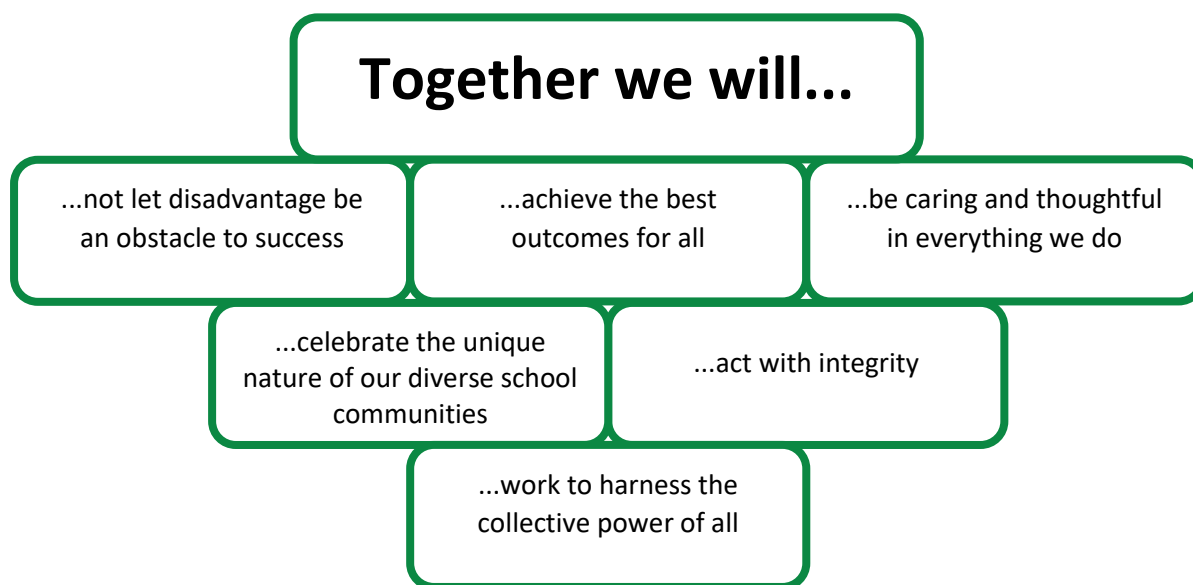 Together we will...
...not let disadvantage be
an obstacle to success
...achieve the best
outcomes for all
...be caring and thoughtful
in everything we do
...celebrate the unique
nature of our diverse school
communities
...act with integrity
...work to harness the
collective power of all